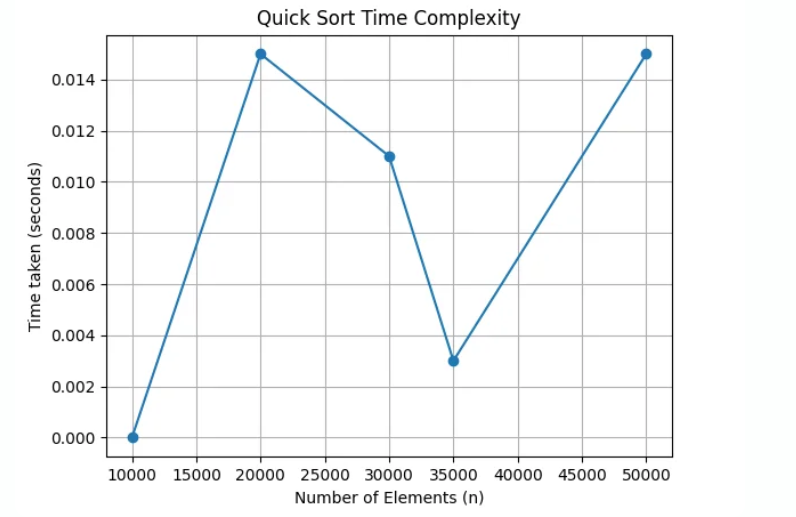 Quick Sort Time Complexity
Time taken (seconds)
0.014
0.012
0.010
0.008
0.006
0.004
0.002
0.000
10000 15000 20000 25000 30000 35000 40000 45000 50000
Number of Elements (n)